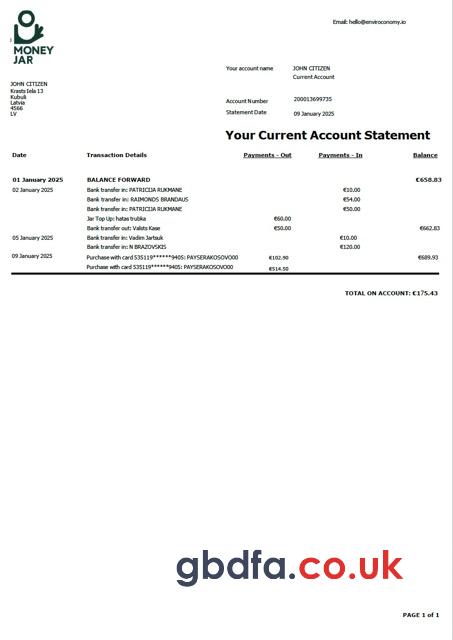 Email: hello@enviroconomy.io
MONEY
JAR
Your account name JOHN CITIZEN
Current Account
JOHN CITIZEN
Krasts Iela 13
Kubuli
Latvia
4566
LV
Account Number 200013699735
Statement Date 09 January 2025
Your Current Account Statement
Date Transaction Details Payments - Out Payments - In Balance
01 January 2025 BALANCE FORWARD €658.83
02 January 2025 Bank transfer in: PATRICIJA RUKMANE €10.00
Bank transfer in: RAIMONDS BRANDAUS €54.00
Bank transfer in: PATRICIJA RUKMANE €50.00
Jar Top Up: hatas trubka €60.00
Bank transfer out: Valsts Kase €50.00 €662.83
05 January 2025 Bank transfer in: Vadim Jartsuk €10.00
Bank transfer in: N BRAZOVSKIS €120.00
09 January 2025 Purchase with card 535119******9405: PAYSERAKOSOVO00 €102.90 €689.93
Purchase with card 535119******9405: PAYSERAKOSOVO00 €514.50
TOTAL ON ACCOUNT: €175.43
gbdfa.co.uk
PAGE 1 of 1